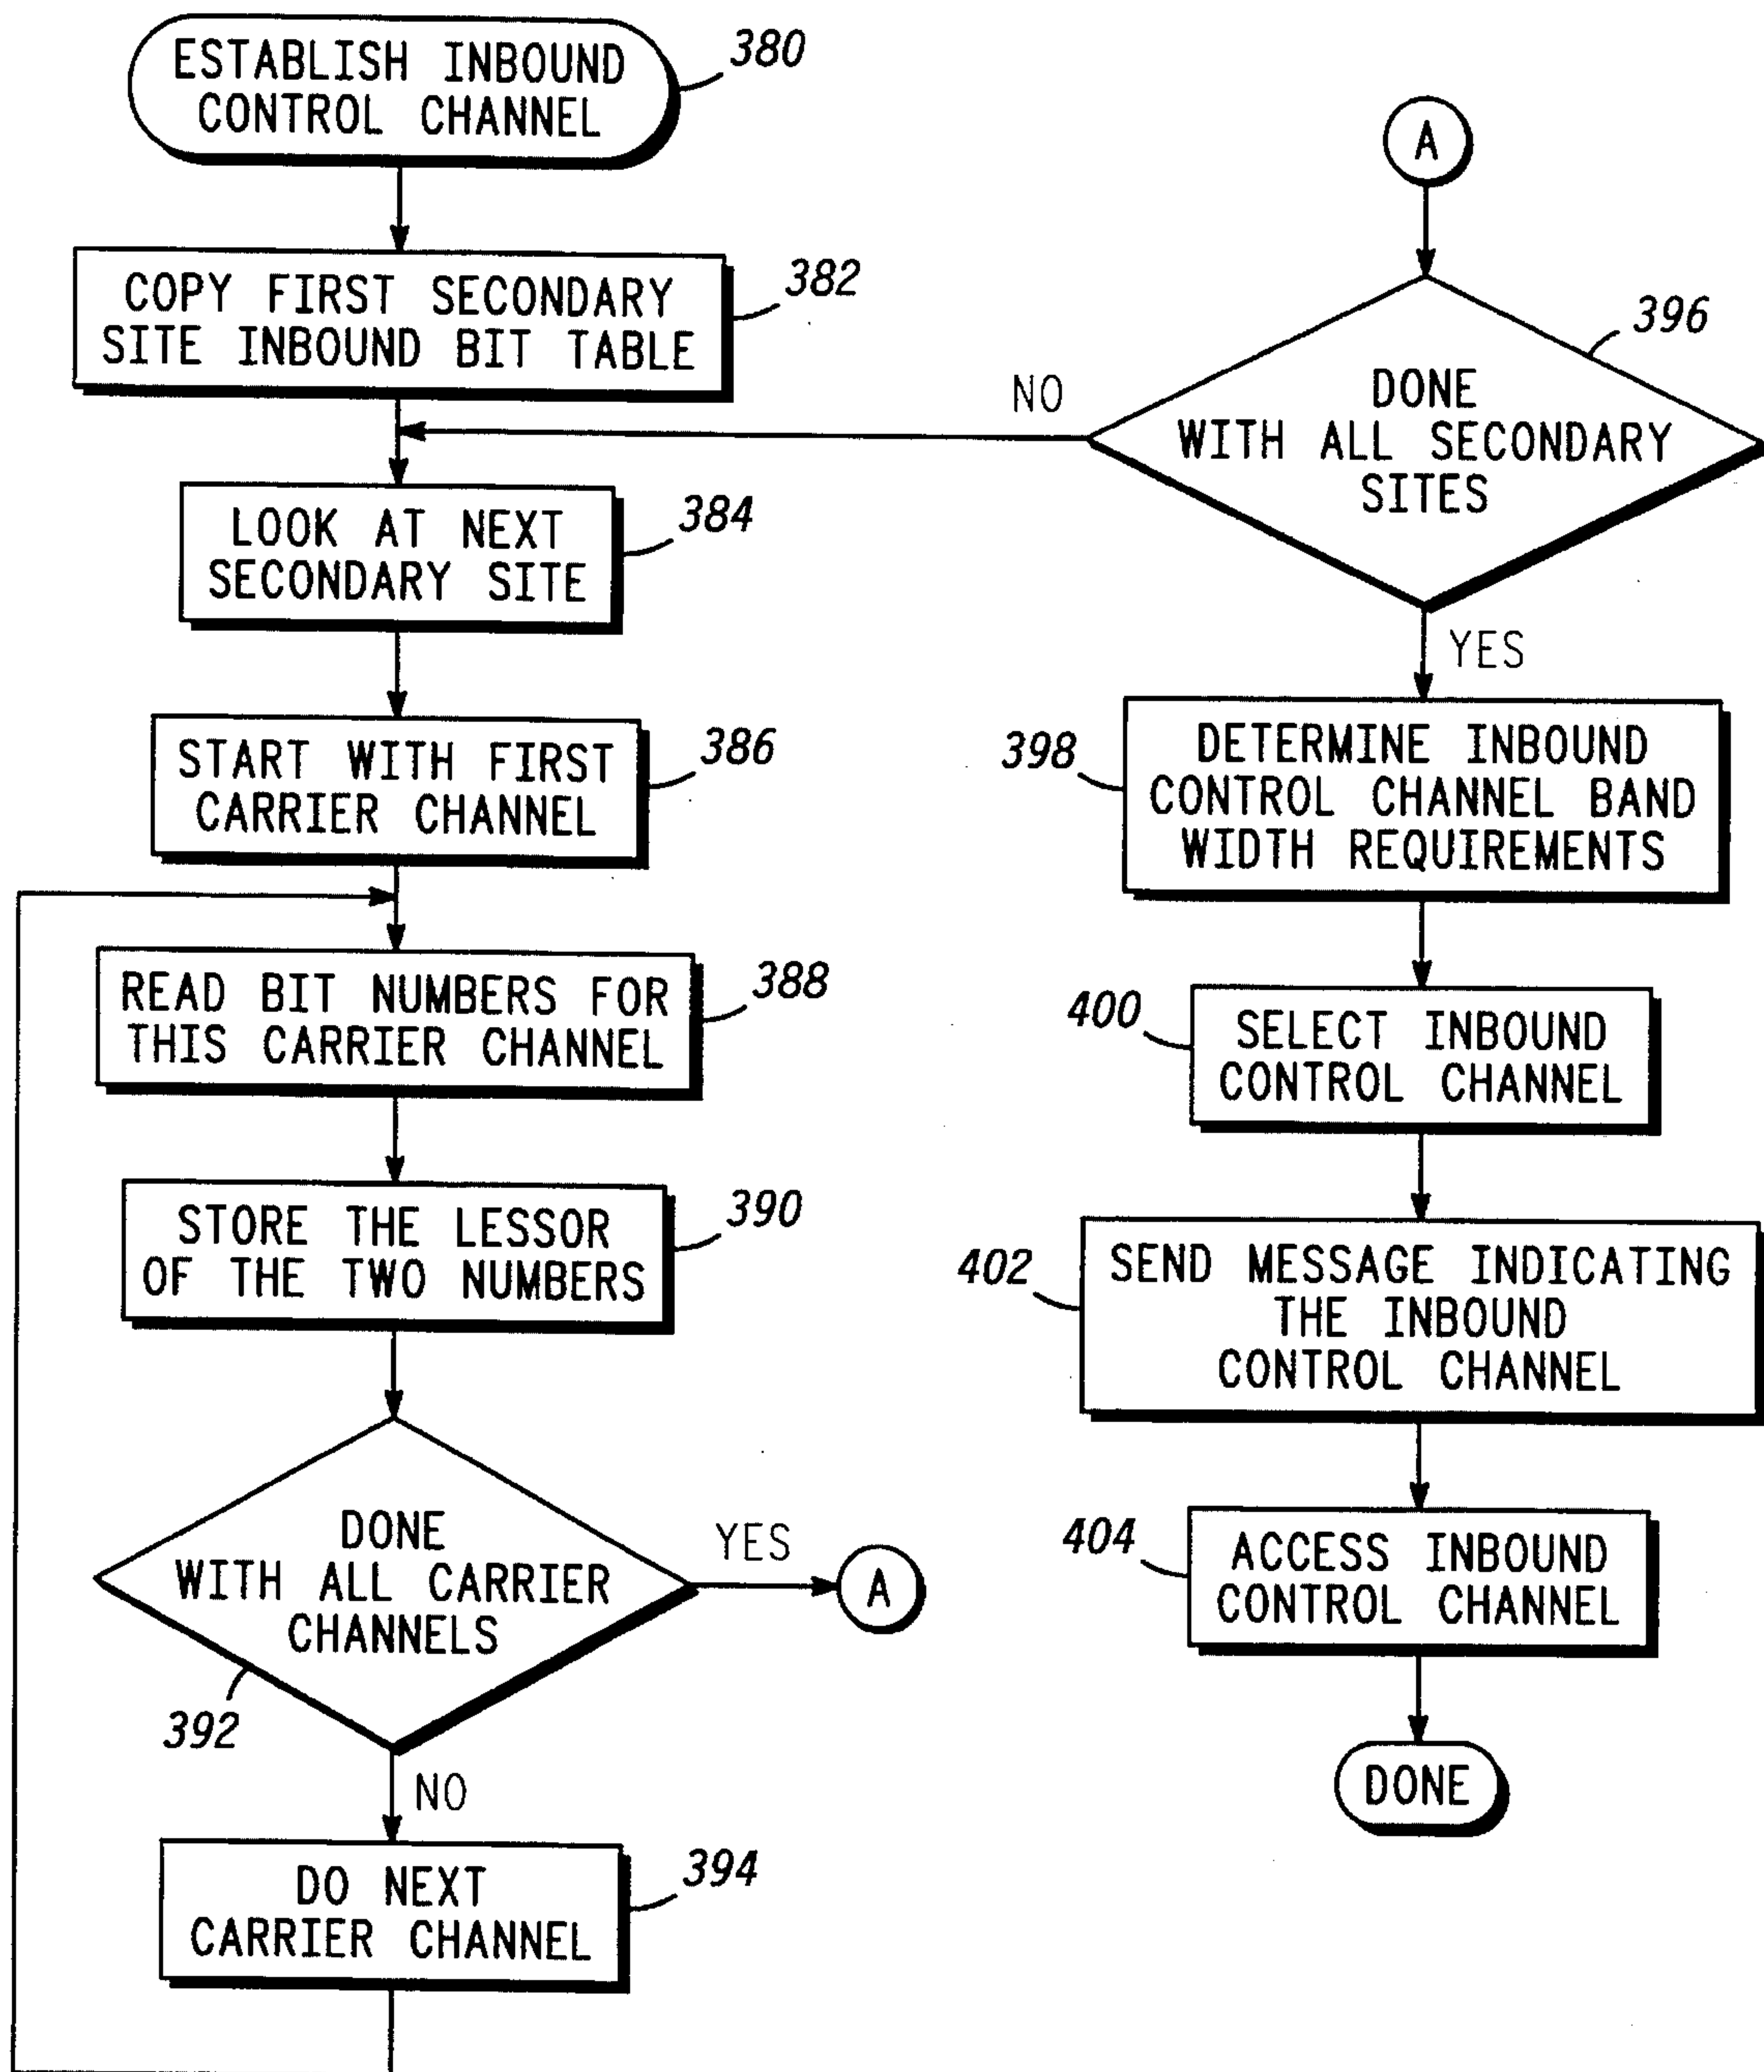 ESTABLISH INBOUND
CONTROL CHANNEL
380
COPY FIRST SECONDARY
SITE INBOUND BIT TABLE
382
LOOK AT NEXT
SECONDARY SITE
384
START WITH FIRST
CARRIER CHANNEL
386
READ BIT NUMBERS FOR
THIS CARRIER CHANNEL
388
STORE THE LESSOR
OF THE TWO NUMBERS
390
DONE
WITH ALL CARRIER
CHANNELS
392
YES
A
NO
DO NEXT
CARRIER CHANNEL
394
A
DONE
WITH ALL SECONDARY
SITES
396
NO
YES
DETERMINE INBOUND
CONTROL CHANNEL BAND
WIDTH REQUIREMENTS
398
SELECT INBOUND
CONTROL CHANNEL
400
SEND MESSAGE INDICATING
THE INBOUND
CONTROL CHANNEL
402
ACCESS INBOUND
CONTROL CHANNEL
404
DONE